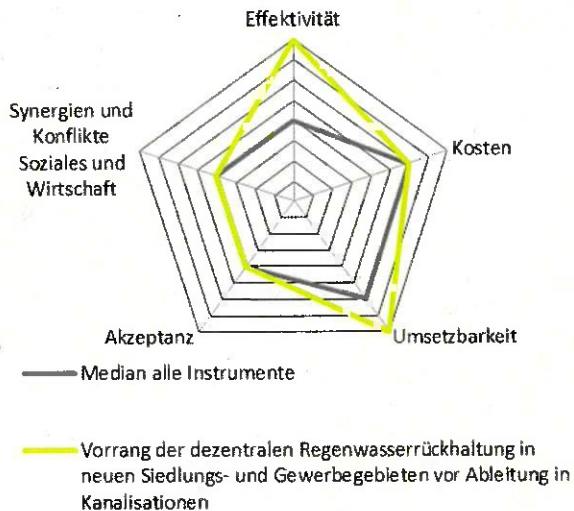 Effektivität
Synergien und
Konflikte
Soziales und
Wirtschaft
Kosten
Akzeptanz
Umsetzbarkeit
Median alle Instrumente
Vorrang der dezentralen Regenwasserrückhaltung in
neuen Siedlungs- und Gewerbegebieten vor Ableitung in
Kanalisationen